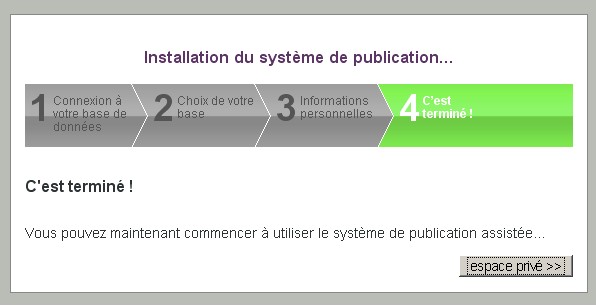 Installation du système de publication...
1 Connexion à
votre base de
données
2 Choix de votre
base
3 Informations
personnelles
4 C'est
terminé !
C'est terminé !
Vous pouvez maintenant commencer à utiliser le système de publication assistée...
espace privé >>